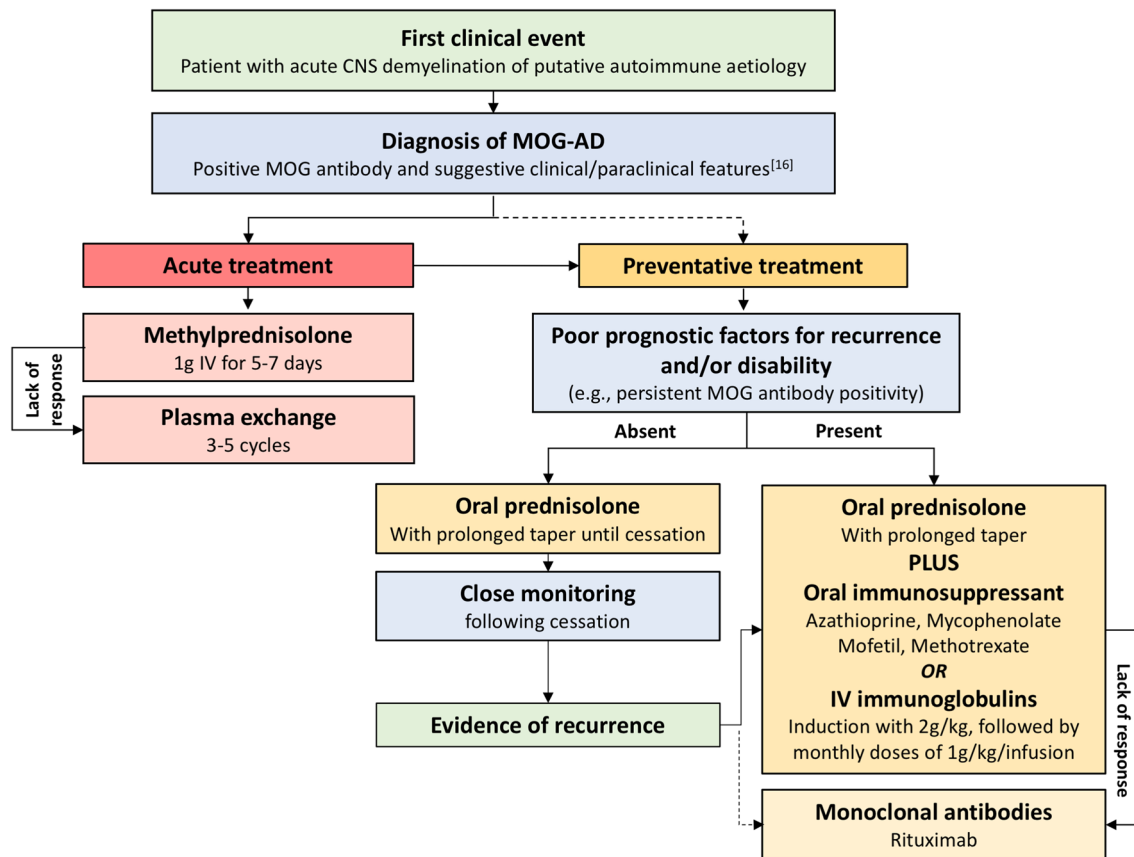 First clinical event
Patient with acute CNS demyelination of putative autoimmune aetiology
Diagnosis of MOG-AD
Positive MOG antibody and suggestive clinical/paraclinical features[16]
Acute treatment
Preventative treatment
Methylprednisolone
1g IV for 5-7 days
Lack of
response
Plasma exchange
3-5 cycles
Poor prognostic factors for recurrence
and/or disability
(e.g., persistent MOG antibody positivity)
Absent
Present
Oral prednisolone
With prolonged taper until cessation
Close monitoring
following cessation
Evidence of recurrence
Oral prednisolone
With prolonged taper
PLUS
Oral immunosuppressant
Azathioprine, Mycophenolate
Mofetil, Methotrexate
OR
IV immunoglobulins
Induction with 2g/kg, followed by
monthly doses of 1g/kg/infusion
Lack of response
Monoclonal antibodies
Rituximab